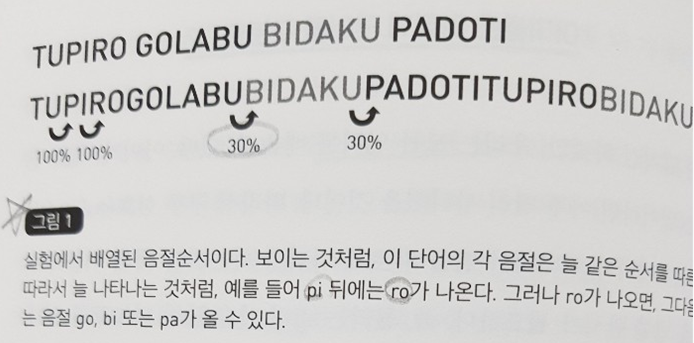 TUPIRO GOLABU BIDAKU PADOTI
TUPIROGOLABUBIDAKUPADOTITUPIROBIDAKU
100% 100% 30% 30%
그림 1
실험에서 배열된 음절순서이다. 보이는 것처럼, 이 단어의 각 음절은 늘 같은 순서를 따른
따라서 늘 나타나는 것처럼, 예를 들어 pi 뒤에는 ro가 나온다. 그러나 ro가 나오면, 그다음
는 음절 go, bi 또는 pa가 올 수 있다.